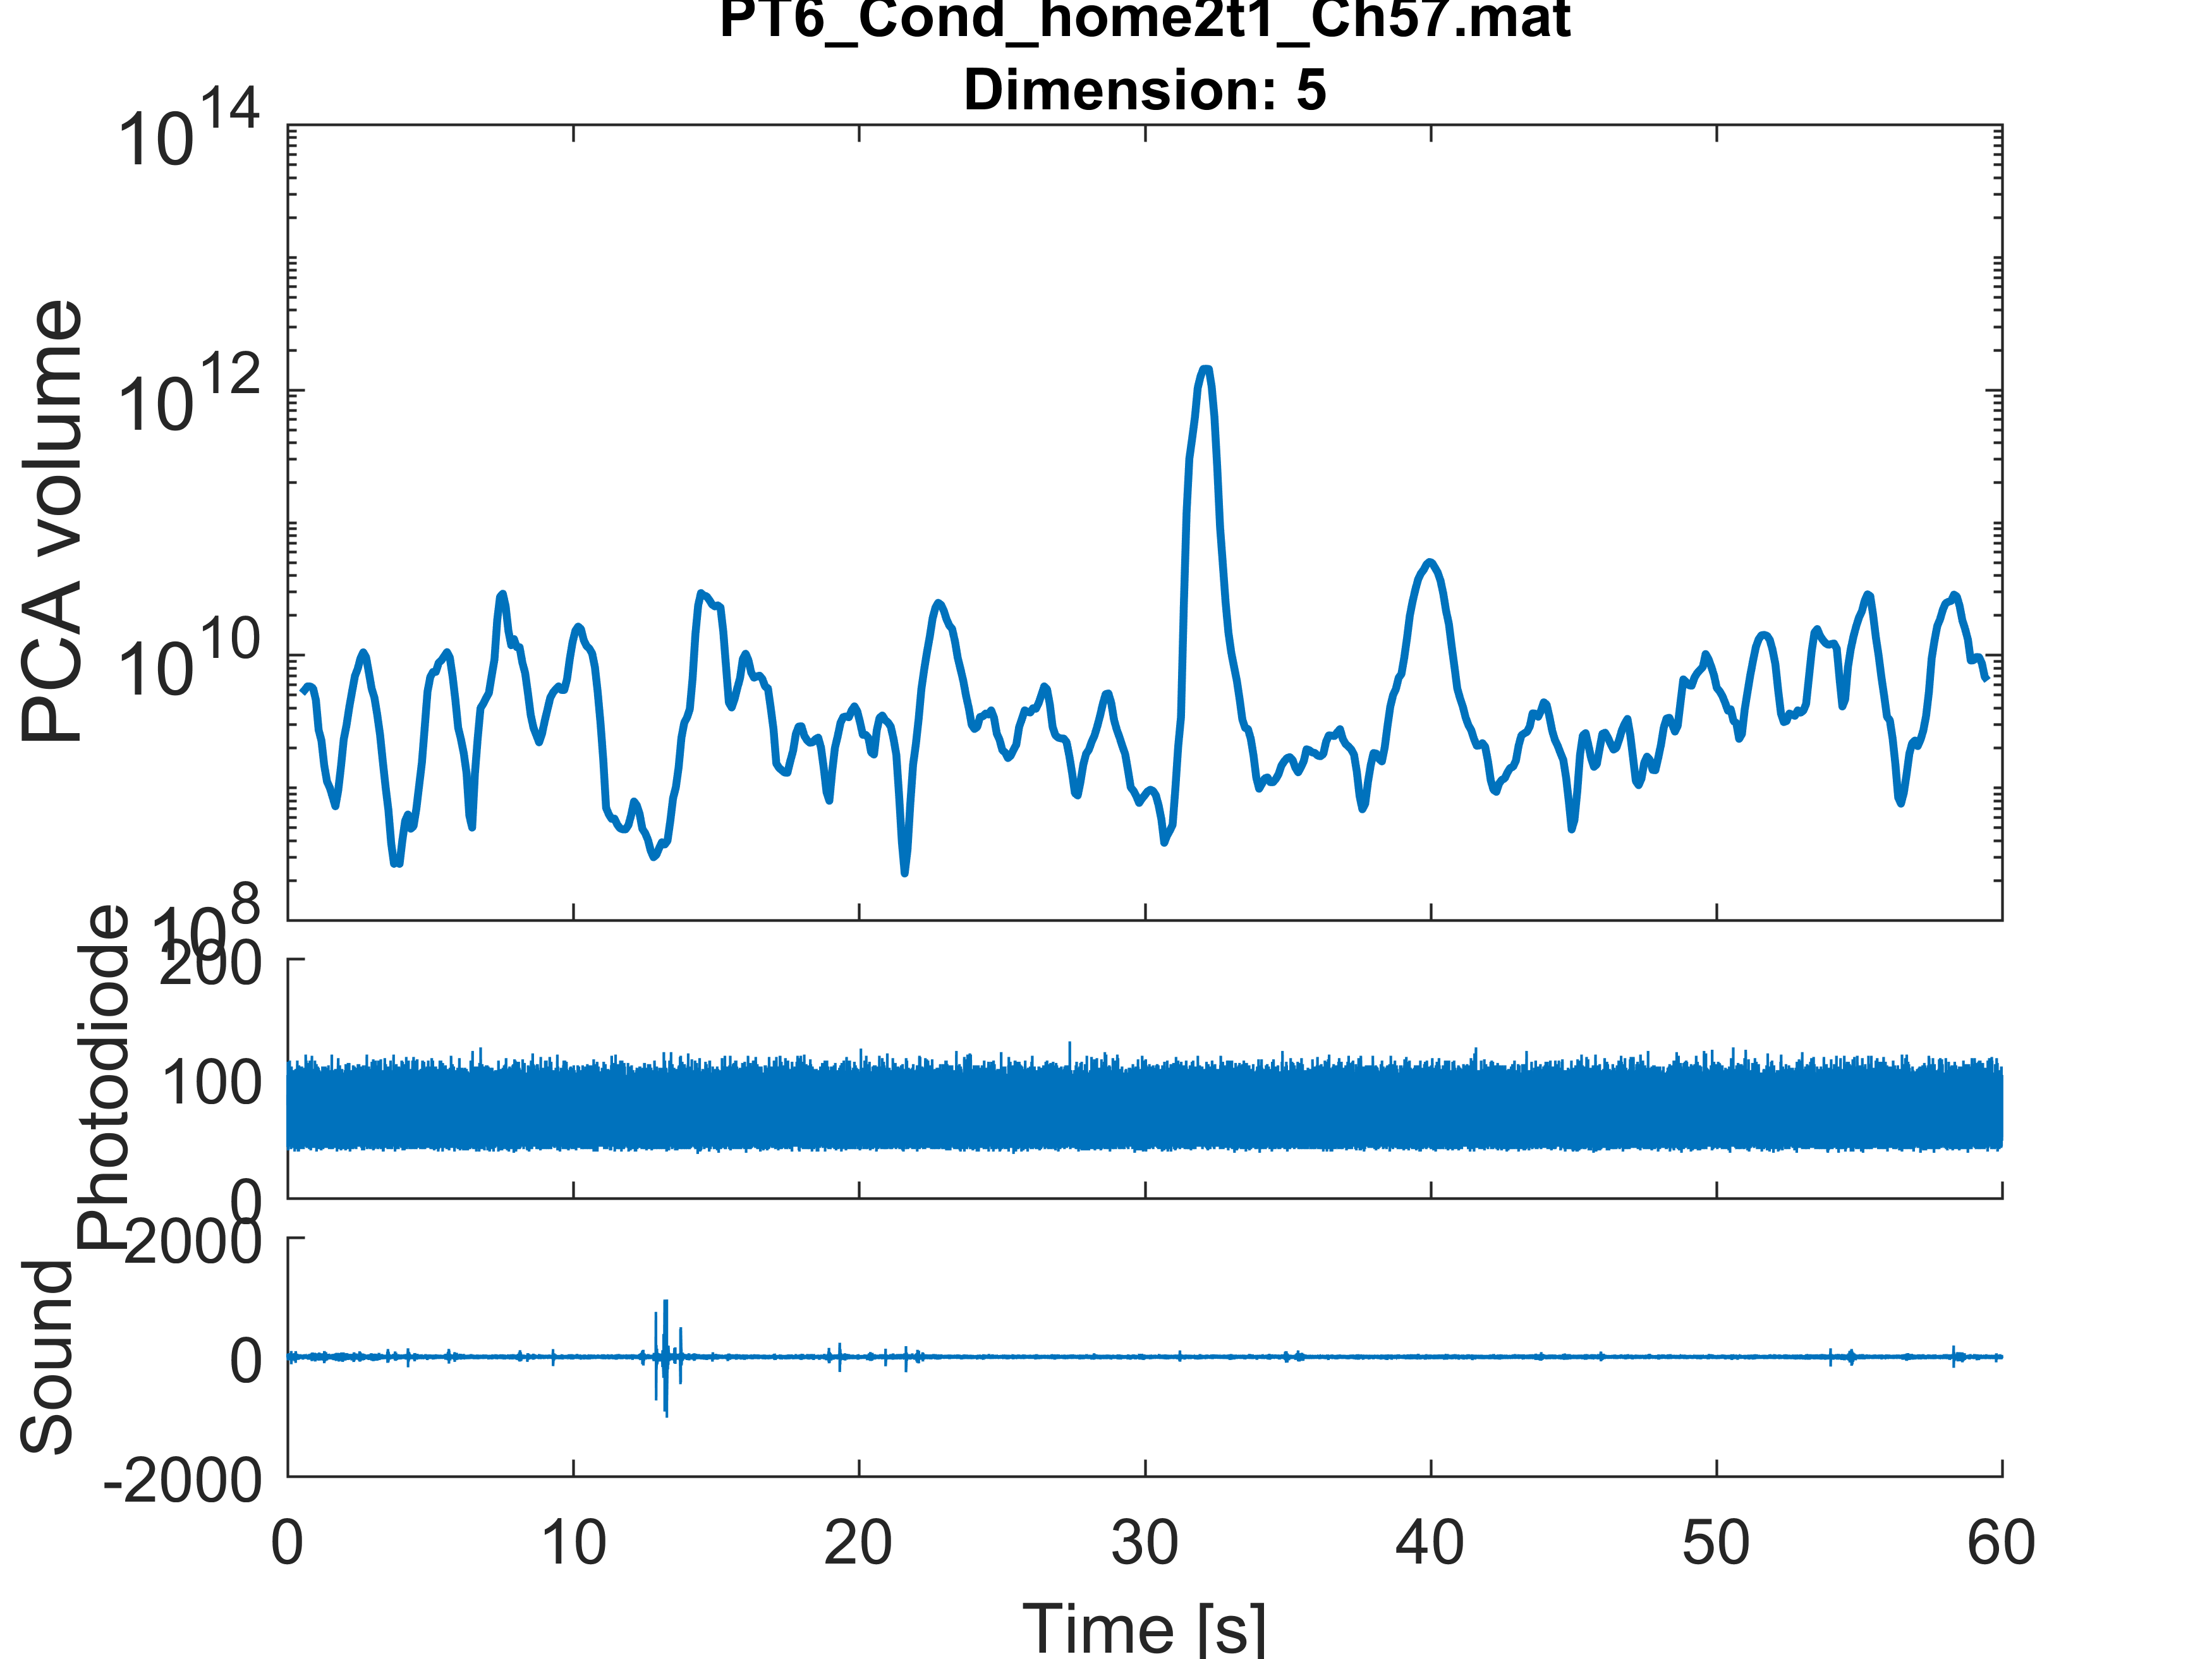 PT6_Cond_home2t1_Ch57.mat
Dimension: 5
10^14
10^12
10^10
10^8
PCA volume
200
100
0
Photodiode
2000
0
-2000
Sound
0 10 20 30 40 50 60
Time [s]